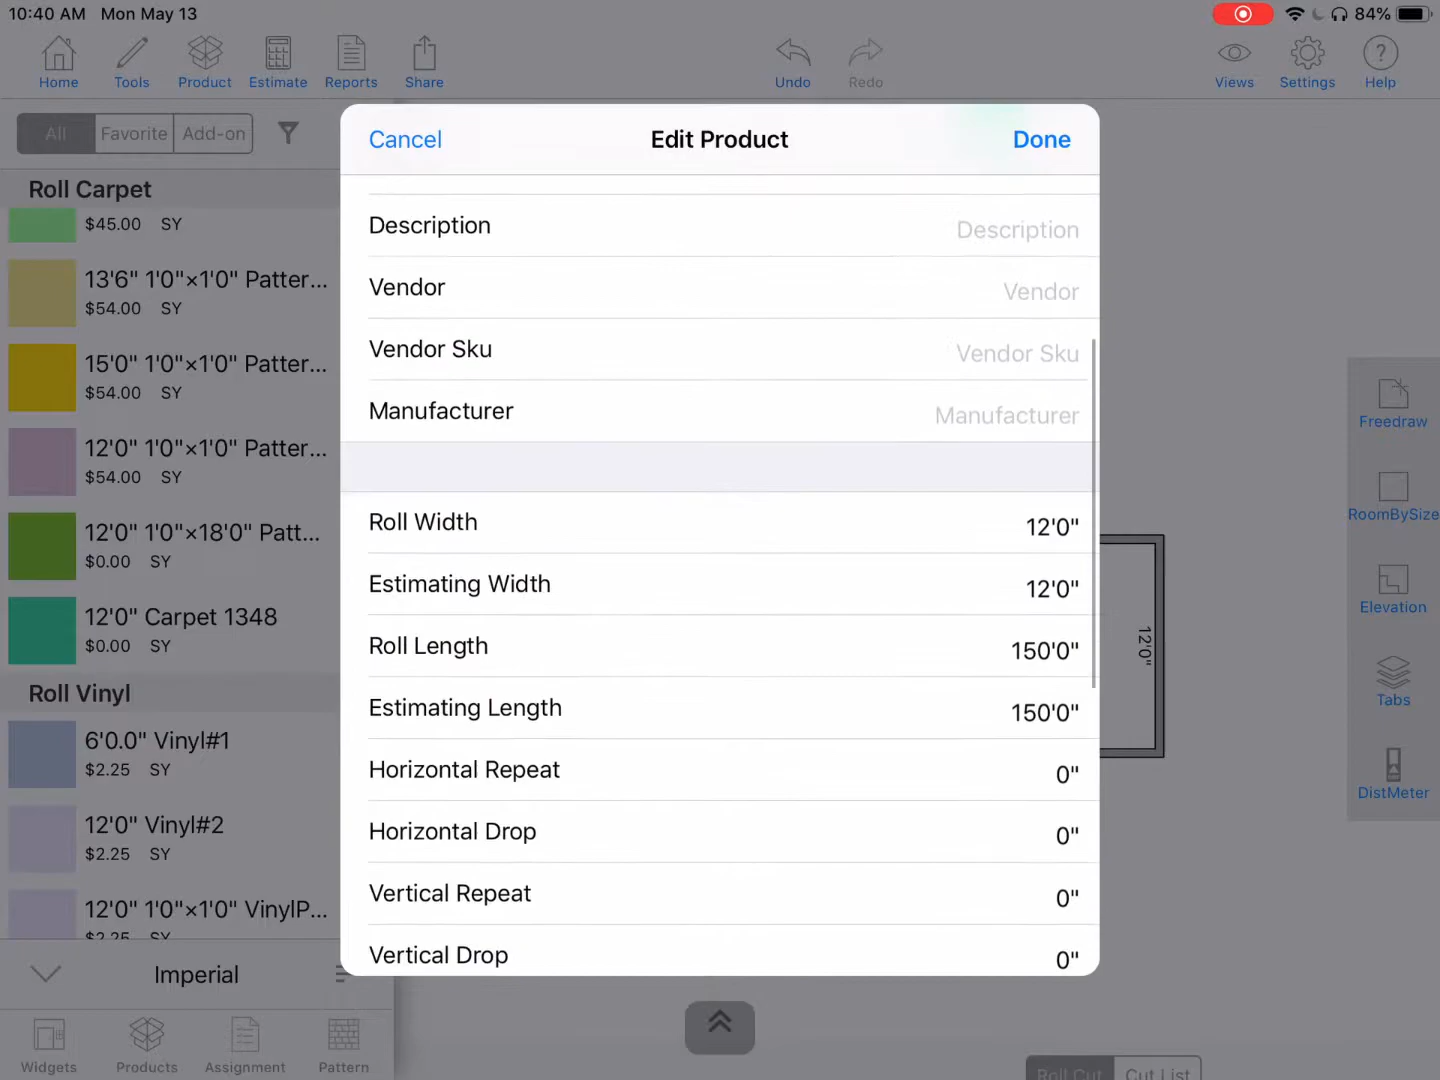 10:40 AM Mon May 13
84%
Home Tools Product Estimate Reports Share
Undo Redo
Views Settings Help
All Favorite Add-on
Cancel Edit Product Done
Roll Carpet
$45.00 SY
13'6" 1'0"×1'0" Patter...
$54.00 SY
15'0" 1'0"×1'0" Patter...
$54.00 SY
12'0" 1'0"×1'0" Patter...
$54.00 SY
12'0" 1'0"×18'0" Patt...
$0.00 SY
12'0" Carpet 1348
$0.00 SY
Roll Vinyl
6'0.0" Vinyl#1
$2.25 SY
12'0" Vinyl#2
$2.25 SY
12'0" 1'0"×1'0" VinylP...
$2.25 SY
Imperial
Widgets Products Assignment Pattern
Description Description
Vendor Vendor
Vendor Sku Vendor Sku
Manufacturer Manufacturer
Roll Width 12'0"
Estimating Width 12'0"
Roll Length 150'0"
Estimating Length 150'0"
Horizontal Repeat 0"
Horizontal Drop 0"
Vertical Repeat 0"
Vertical Drop 0"
12'0"
Freedraw
RoomBySize
Elevation
Tabs
DistMeter
Roll Cut Cut List